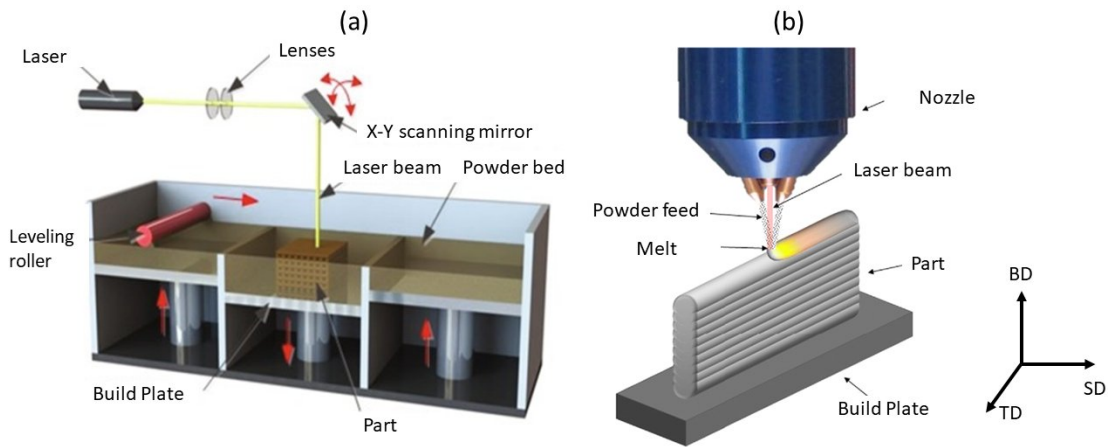 (a)
Laser
Lenses
X-Y scanning mirror
Laser beam
Powder bed
Leveling
roller
Build Plate
Part
(b)
Nozzle
Laser beam
Powder feed
Melt
Part
Build Plate
BD
SD
TD